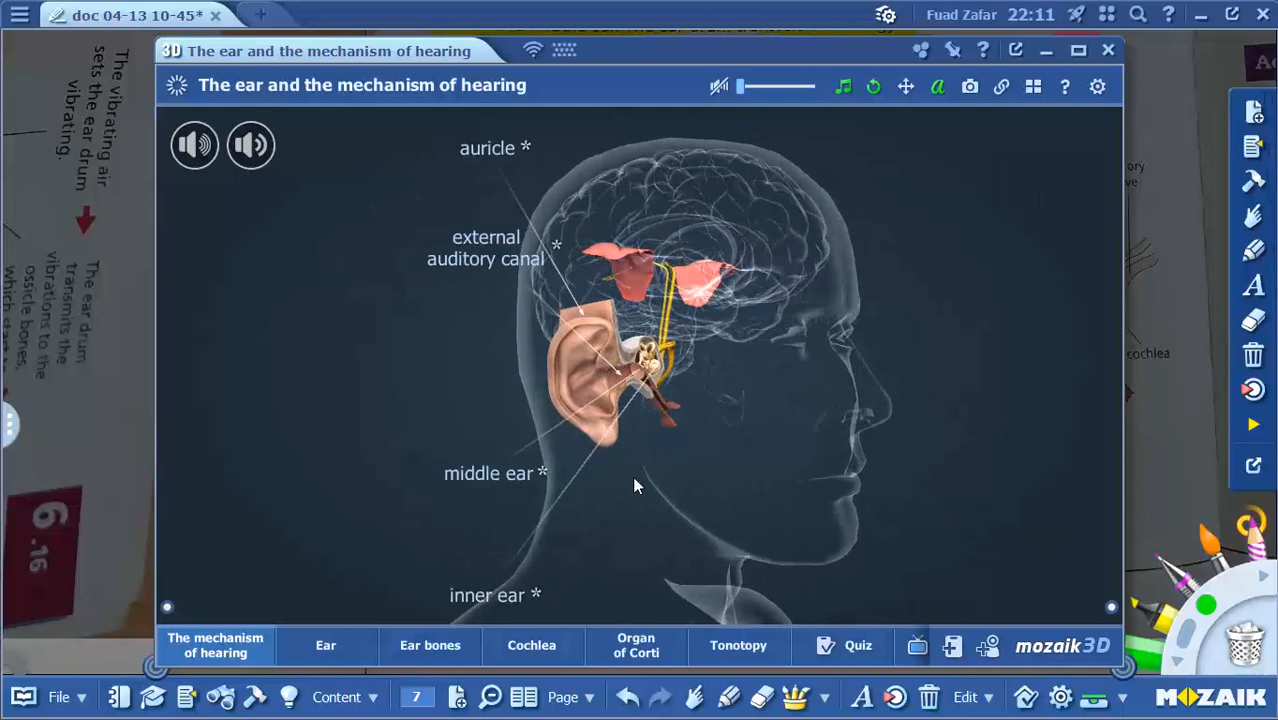 doc 04-13 10-45*
Fuad Zafar 22:11
3D The ear and the mechanism of hearing
The ear and the mechanism of hearing
auricle *
external *
auditory canal
middle ear *
inner ear *
The mechanism
of hearing
Ear
Ear bones
Cochlea
Organ
of Corti
Tonotopy
Quiz
mozaik3D
The vibrating air
sets the ear drum
vibrating.
The ear drum
transmits the
vibrations to the
ossicle bones,
6
.16
cochlea
File
Content
7
Page
Edit
MOZAIK